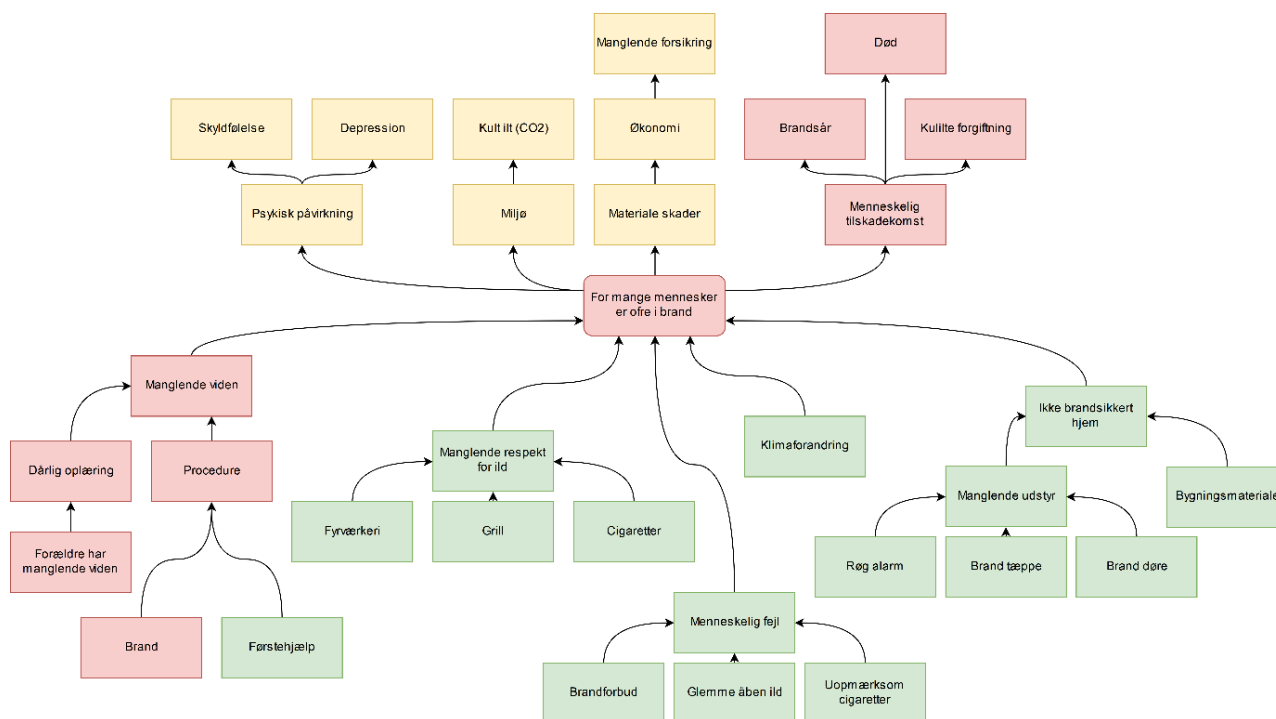 Manglende forsikring
Død
Skyldfølelse
Depression
Kult ilt (CO2)
Økonomi
Brandsår
Kulilte forgiftning
Psykisk påvirkning
Miljø
Materiale skader
Menneskelig
tilskadekomst
For mange mennesker
er ofre i brand
Manglende viden
Ikke brandsikkert
hjem
Klimaforandring
Manglende respekt
for ild
Dårlig oplæring
Procedure
Manglende udstyr
Bygningsmateriale
Fyrværkeri
Grill
Cigaretter
Forældre har
manglende viden
Røg alarm
Brand tæppe
Brand døre
Brand
Førstehjælp
Menneskelig fejl
Brandforbud
Glemme åben ild
Uopmærksom
cigaretter